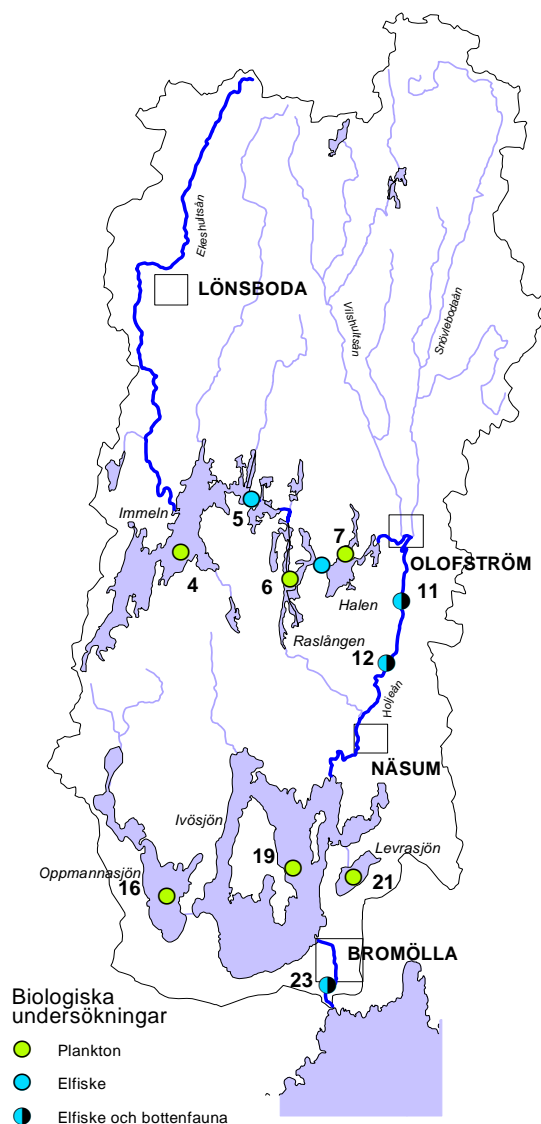 Ekeshultsån
LÖNSBODA
Vilshultsån
Snövlebodaån
Immeln
5
7
4
6
OLOFSTRÖM
11
Halen
Raslången
12
Holjeån
NÄSUM
Ivösjön
Levrasjön
19
Oppmannasjön
16
21
BROMÖLLA
23
Biologiska
undersökningar
Plankton
Elfiske
Elfiske och bottenfauna